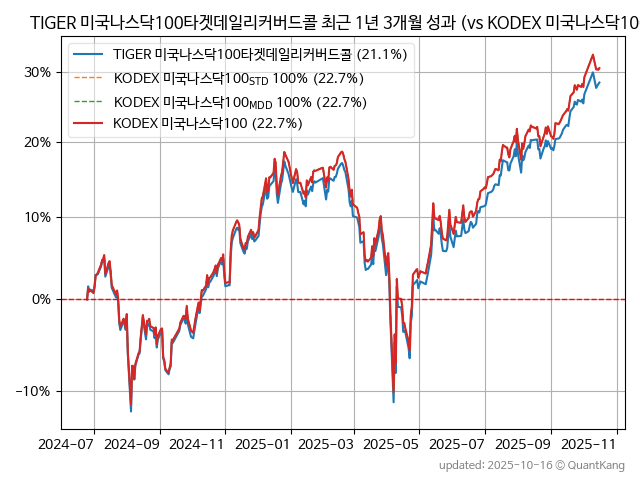 TIGER 미국나스닥100타겟데일리커버드콜 최근 1년 3개월 성과 (vs KODEX 미국나스닥10
TIGER 미국나스닥100타겟데일리커버드콜 (21.1%)
KODEX 미국나스닥100STD 100% (22.7%)
KODEX 미국나스닥100MDD 100% (22.7%)
KODEX 미국나스닥100 (22.7%)
30%
20%
10%
0%
−10%
2024−07 2024−09 2024−11 2025−01 2025−03 2025−05 2025−07 2025−09 2025−11
updated: 2025-10-16 © QuantKang